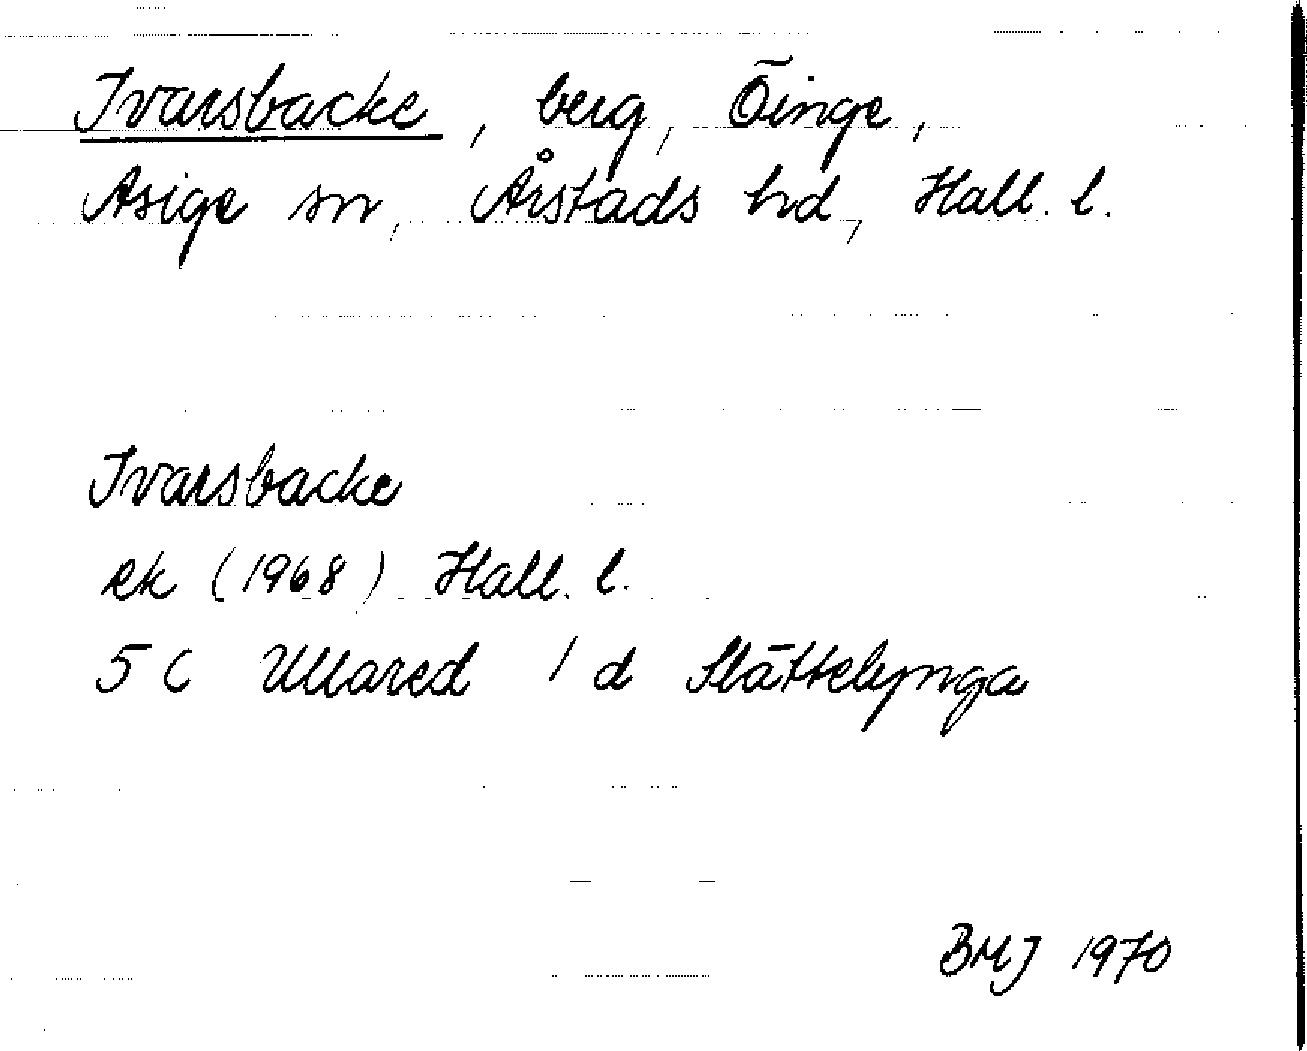 Ivarsbacke, berg, Öinge,
Asige sn, Årstads hd, Hall. l.
Ivarsbacke
ek (1968) Hall. l.
5 C Ullared 1 d Slättelynga
BMJ 1970